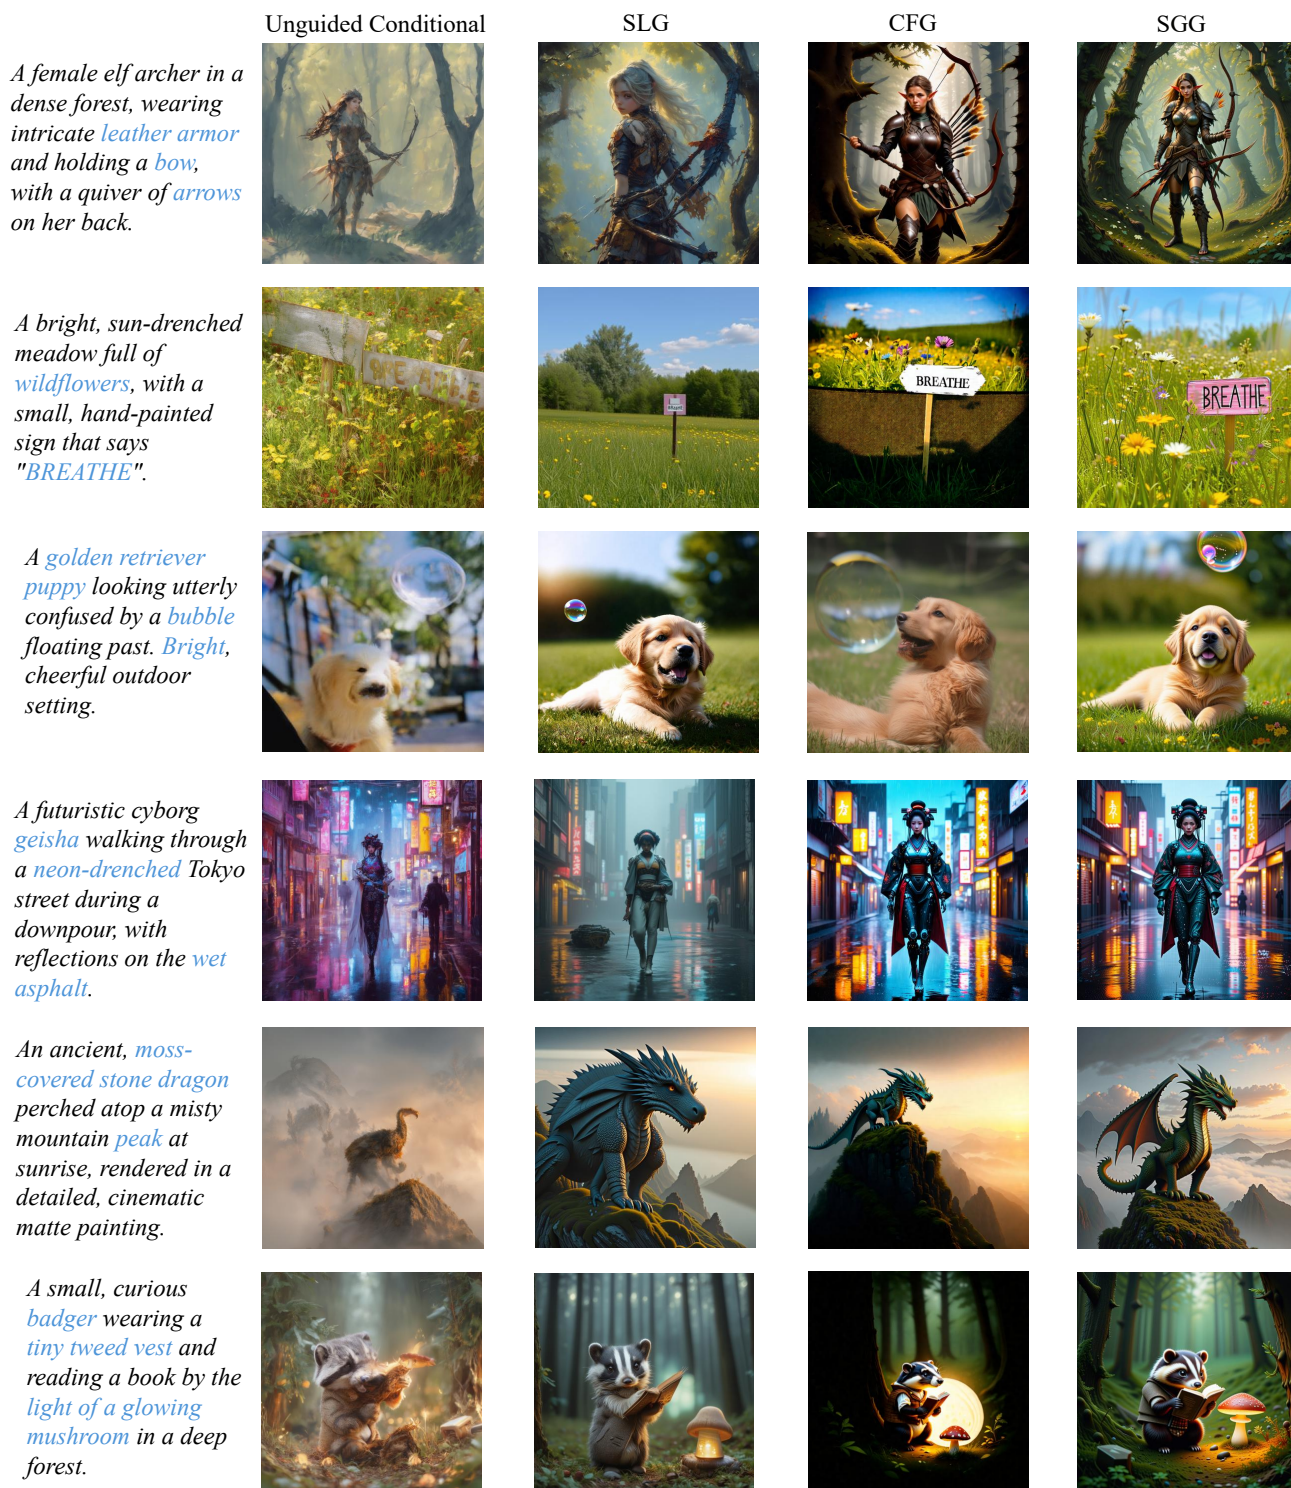 Unguided Conditional SLG CFG SGG
A female elf archer in a
dense forest, wearing
intricate leather armor
and holding a bow,
with a quiver of arrows
on her back.
A bright, sun-drenched
meadow full of
wildflowers, with a
small, hand-painted
sign that says
"BREATHE".
BREATHE
BREATHE
A golden retriever
puppy looking utterly
confused by a bubble
floating past. Bright,
cheerful outdoor
setting.
A futuristic cyborg
geisha walking through
a neon-drenched Tokyo
street during a
downpour, with
reflections on the wet
asphalt.
An ancient, moss-
covered stone dragon
perched atop a misty
mountain peak at
sunrise, rendered in a
detailed, cinematic
matte painting.
A small, curious
badger wearing a
tiny tweed vest and
reading a book by the
light of a glowing
mushroom in a deep
forest.